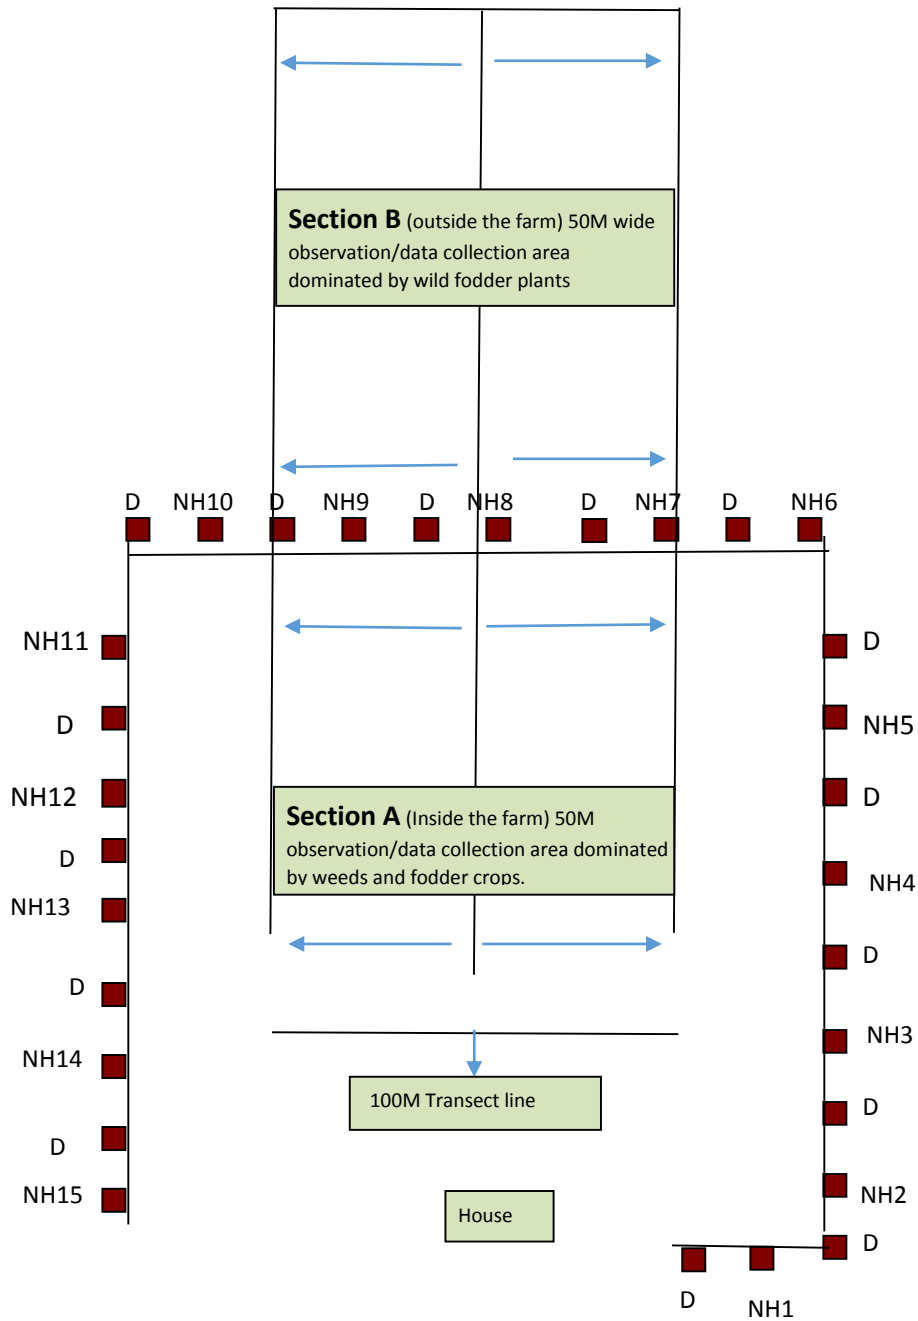 Section B (outside the farm) 50M wide
observation/data collection area
dominated by wild fodder plants
D NH10 D NH9 D NH8 D NH7 D NH6
NH11 D
D NH5
NH12 D
Section A (Inside the farm) 50M
observation/data collection area dominated
by weeds and fodder crops.
D NH4
NH13
D D
NH3
NH14
100M Transect line
D
D
NH15 NH2
House
D
D
NH1